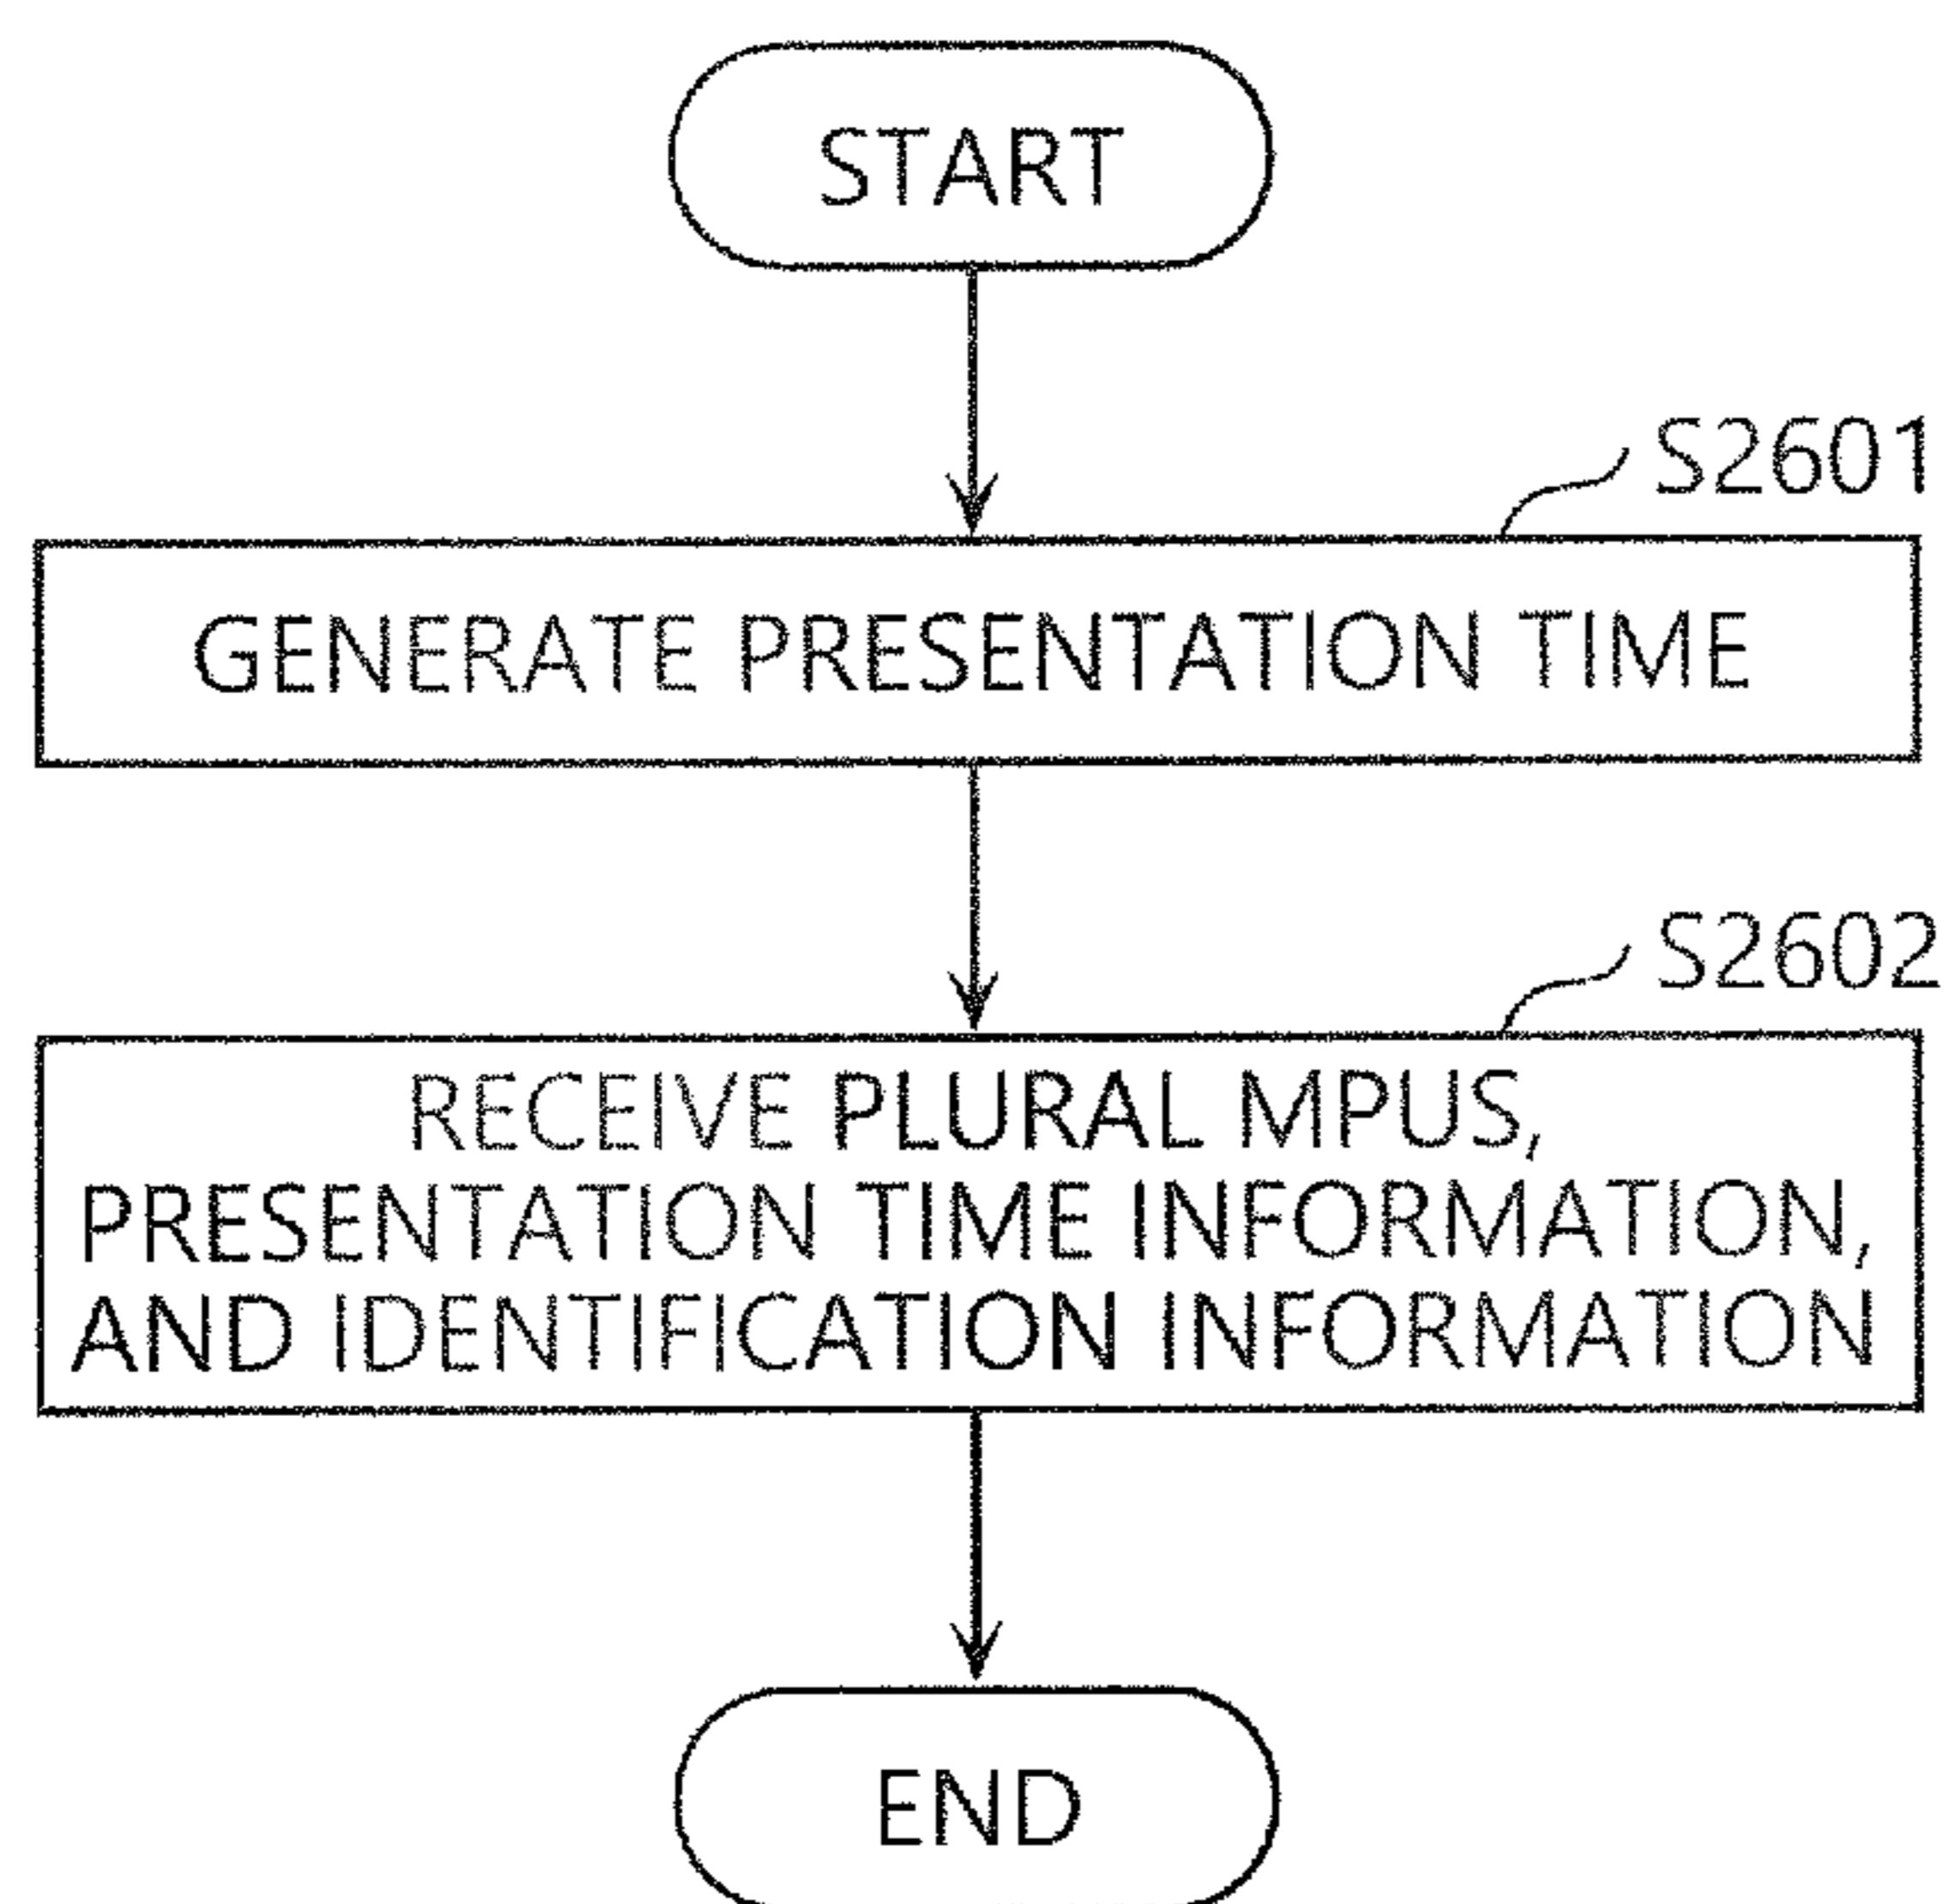 START
S2601
GENERATE PRESENTATION TIME
S2602
RECEIVE PLURAL MPUS,
PRESENTATION TIME INFORMATION,
AND IDENTIFICATION INFORMATION
END